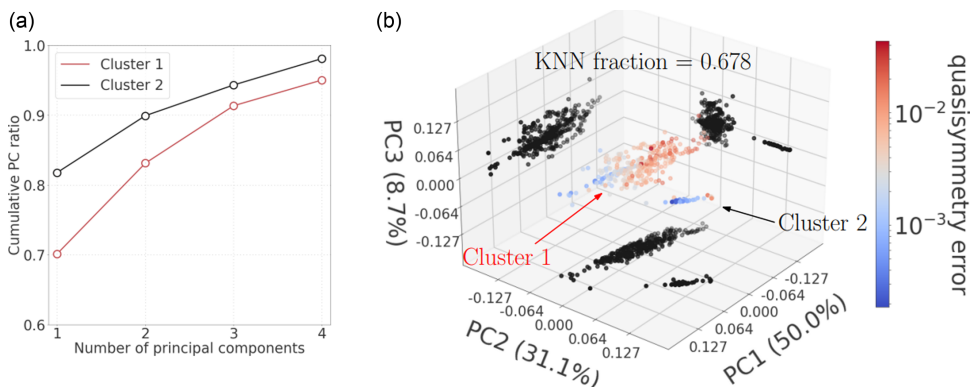 (a)
1.0
0.9
0.8
0.7
0.6
Cumulative PC ratio
Cluster 1
Cluster 2
1 2 3 4
Number of principal components
(b)
KNN fraction = 0.678
PC3 (8.7%)
0.127
0.064
0.000
-0.064
-0.127
Cluster 1
Cluster 2
-0.127
-0.064
0.000
0.064
0.127
PC2 (31.1%)
-0.127
-0.064
0.000
0.064
0.127
PC1 (50.0%)
10⁻²
10⁻³
quasisymmetry error